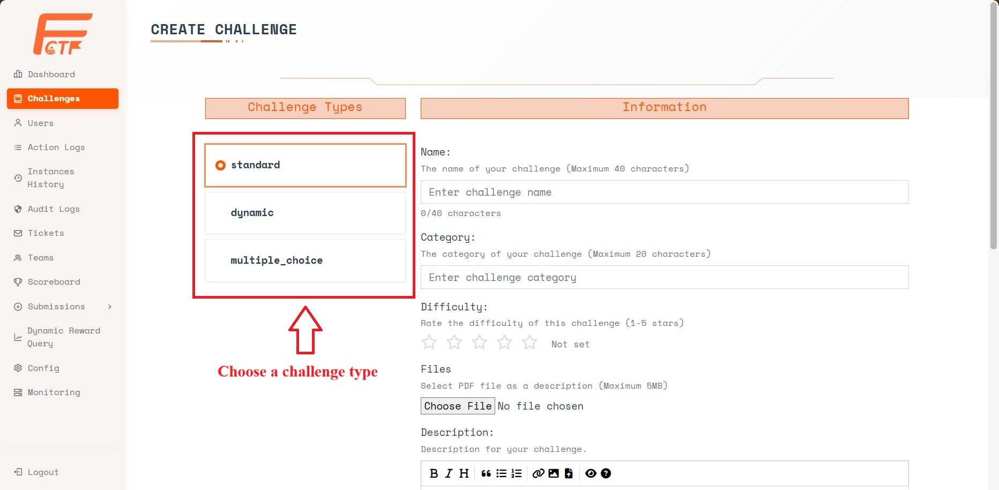 CTF
Dashboard
Challenges
Users
Action Logs
Instances
History
Audit Logs
Tickets
Teams
Scoreboard
Submissions
Dynamic Reward
Query
Config
Monitoring
Logout
CREATE CHALLENGE
Challenge Types
standard
dynamic
multiple_choice
Choose a challenge type
Information
Name:
The name of your challenge (Maximum 40 characters)
Enter challenge name
0/40 characters
Category:
The category of your challenge (Maximum 20 characters)
Enter challenge category
Difficulty:
Rate the difficulty of this challenge (1-5 stars)
Not set
Files
Select PDF file as a description (Maximum 5MB)
Choose File No file chosen
Description:
Description for your challenge.
B I H